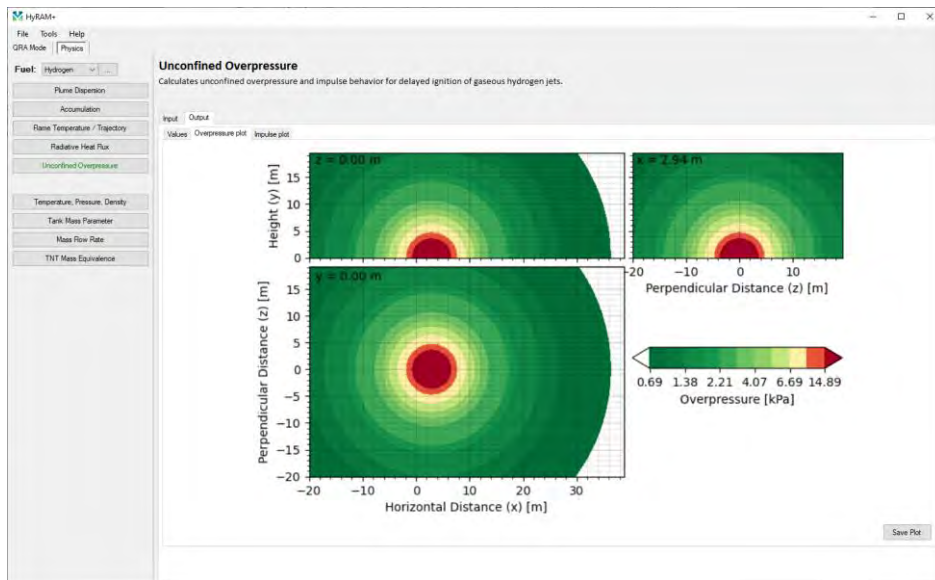 HyRAM+
File Tools Help
QRA Mode Physics
Fuel: Hydrogen ...
Plume Dispersion
Accumulation
Flame Temperature / Trajectory
Radiative Heat Flux
Unconfined Overpressure
Temperature, Pressure, Density
Tank Mass Parameter
Mass Flow Rate
TNT Mass Equivalence
Unconfined Overpressure
Calculates unconfined overpressure and impulse behavior for delayed ignition of gaseous hydrogen jets.
Input Output
Values Overpressure plot Impulse plot
z = 0.00 m
Height (y) [m]
15
10
5
0
x = 2.94 m
−20 −10 0 10
Perpendicular Distance (z) [m]
y = 0.00 m
Perpendicular Distance (z) [m]
15
10
5
0
−5
−10
−15
−20
−20 −10 0 10 20 30
Horizontal Distance (x) [m]
0.69 1.38 2.21 4.07 6.69 14.89
Overpressure [kPa]
Save Plot